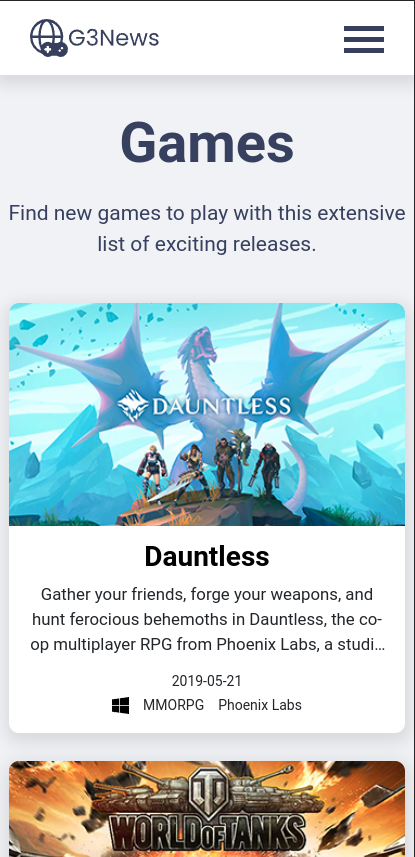 G3News
Games
Find new games to play with this extensive
list of exciting releases.
DAUNTLESS
Dauntless
Gather your friends, forge your weapons, and
hunt ferocious behemoths in Dauntless, the co-
op multiplayer RPG from Phoenix Labs, a studi…
2019-05-21
MMORPG Phoenix Labs
WORLD OF TANKS